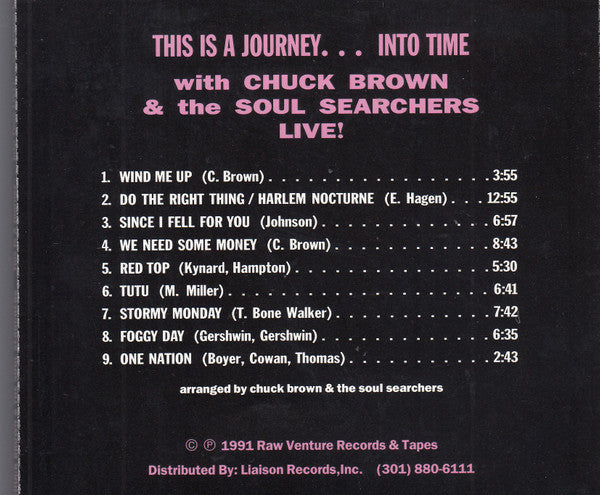 THIS IS A JOURNEY. . . INTO TIME
with CHUCK BROWN
& the SOUL SEARCHERS
LIVE!
1. WIND ME UP (C. Brown) . . . . . . . . . . . . . . . . . . . . 3:55
2. DO THE RIGHT THING / HARLEM NOCTURNE (E. Hagen) . . . 12:55
3. SINCE I FELL FOR YOU (Johnson) . . . . . . . . . . . . . . . 6:57
4. WE NEED SOME MONEY (C. Brown) . . . . . . . . . . . . . . 8:43
5. RED TOP (Kynard, Hampton) . . . . . . . . . . . . . . . . . . 5:30
6. TUTU (M. Miller) . . . . . . . . . . . . . . . . . . . . . . . 6:41
7. STORMY MONDAY (T. Bone Walker) . . . . . . . . . . . . . . 7:42
8. FOGGY DAY (Gershwin, Gershwin) . . . . . . . . . . . . . . . 6:35
9. ONE NATION (Boyer, Cowan, Thomas) . . . . . . . . . . . . . 2:43
arranged by chuck brown & the soul searchers
© ℗ 1991 Raw Venture Records & Tapes
Distributed By: Liaison Records,Inc. (301) 880-6111